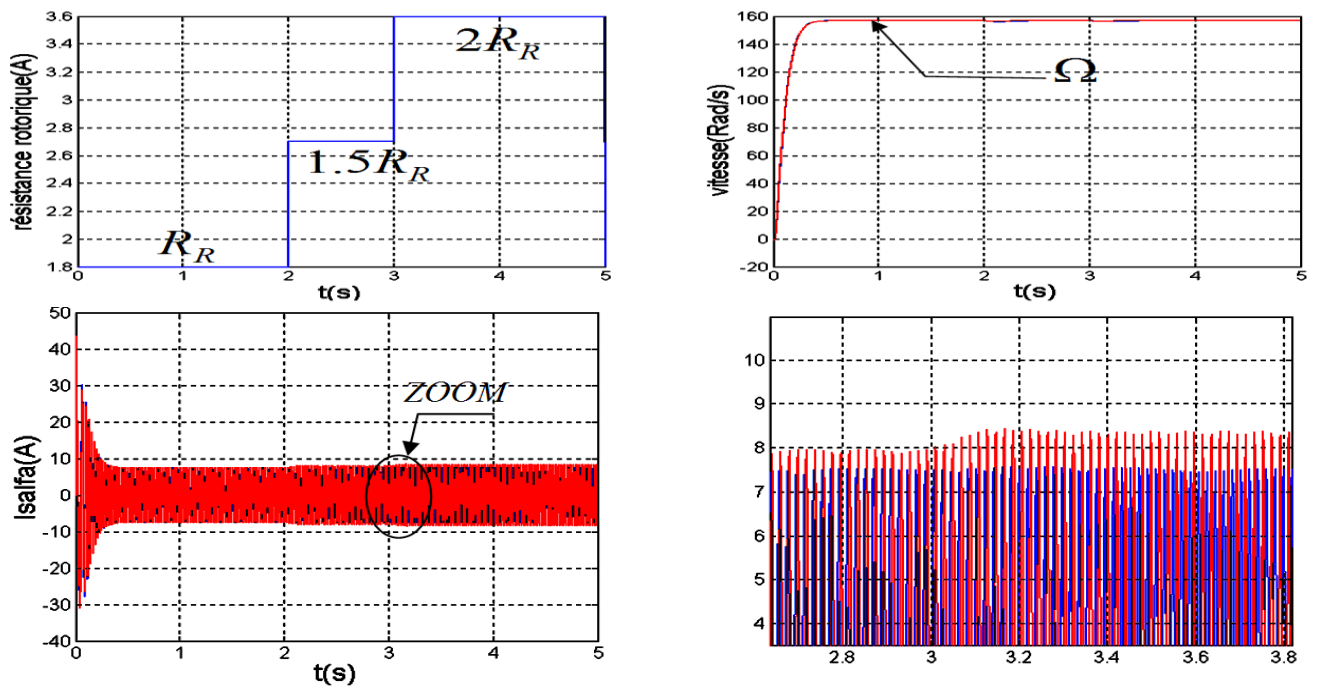 résistance rotorique(A)
3.6
3.4
3.2
3
2.8
2.6
2.4
2.2
2
1.8
2R_R
1.5R_R
R_R
0 1 2 3 4 5
t(s)
vitesse(Rad/s)
160
140
120
100
80
60
40
20
0
-20
Ω
0 1 2 3 4 5
t(s)
Isalfa(A)
50
40
30
20
10
0
-10
-20
-30
-40
ZOOM
0 1 2 3 4 5
t(s)
10
9
8
7
6
5
4
2.8 3 3.2 3.4 3.6 3.8